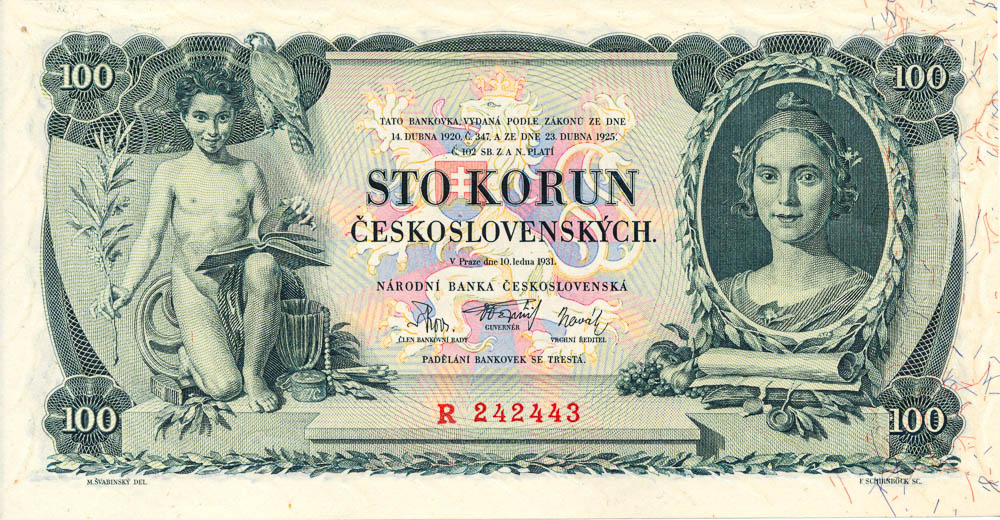 100
100
TATO BANKOVKA, VYDANÁ PODLE ZÁKONŮ ZE DNE
14. DUBNA 1920, Č. 347, A ZE DNE 23. DUBNA 1925,
Č. 102 SB. Z. A N., PLATÍ
STO KORUN
ČESKOSLOVENSKÝCH.
V Praze dne 10. ledna 1931.
NÁRODNÍ BANKA ČESKOSLOVENSKÁ
ČLEN BANKOVNÍ RADY
GUVERNÉR
VRCHNÍ ŘEDITEL
PADĚLÁNÍ BANKOVEK SE TRESTÁ.
R 242443
100
100
M. ŠVABINSKÝ DEL.
F. SCHIRNBÖCK SC.